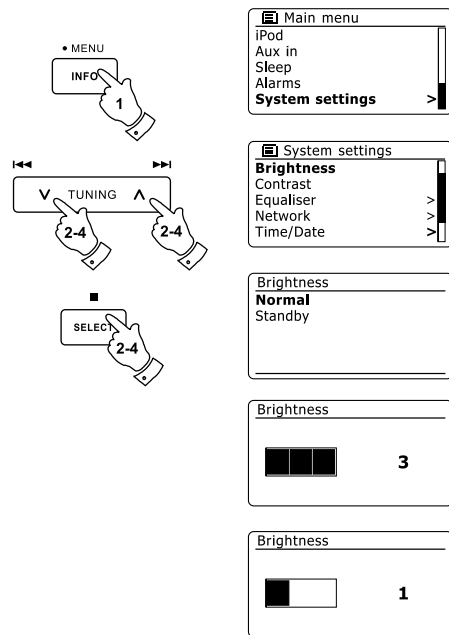 • MENU
INFO
1
TUNING
2-4
2-4
SELECT
2-4
Main menu
iPod
Aux in
Sleep
Alarms
System settings >
System settings
Brightness
Contrast
Equaliser >
Network >
Time/Date >
Brightness
Normal
Standby
Brightness
3
Brightness
1